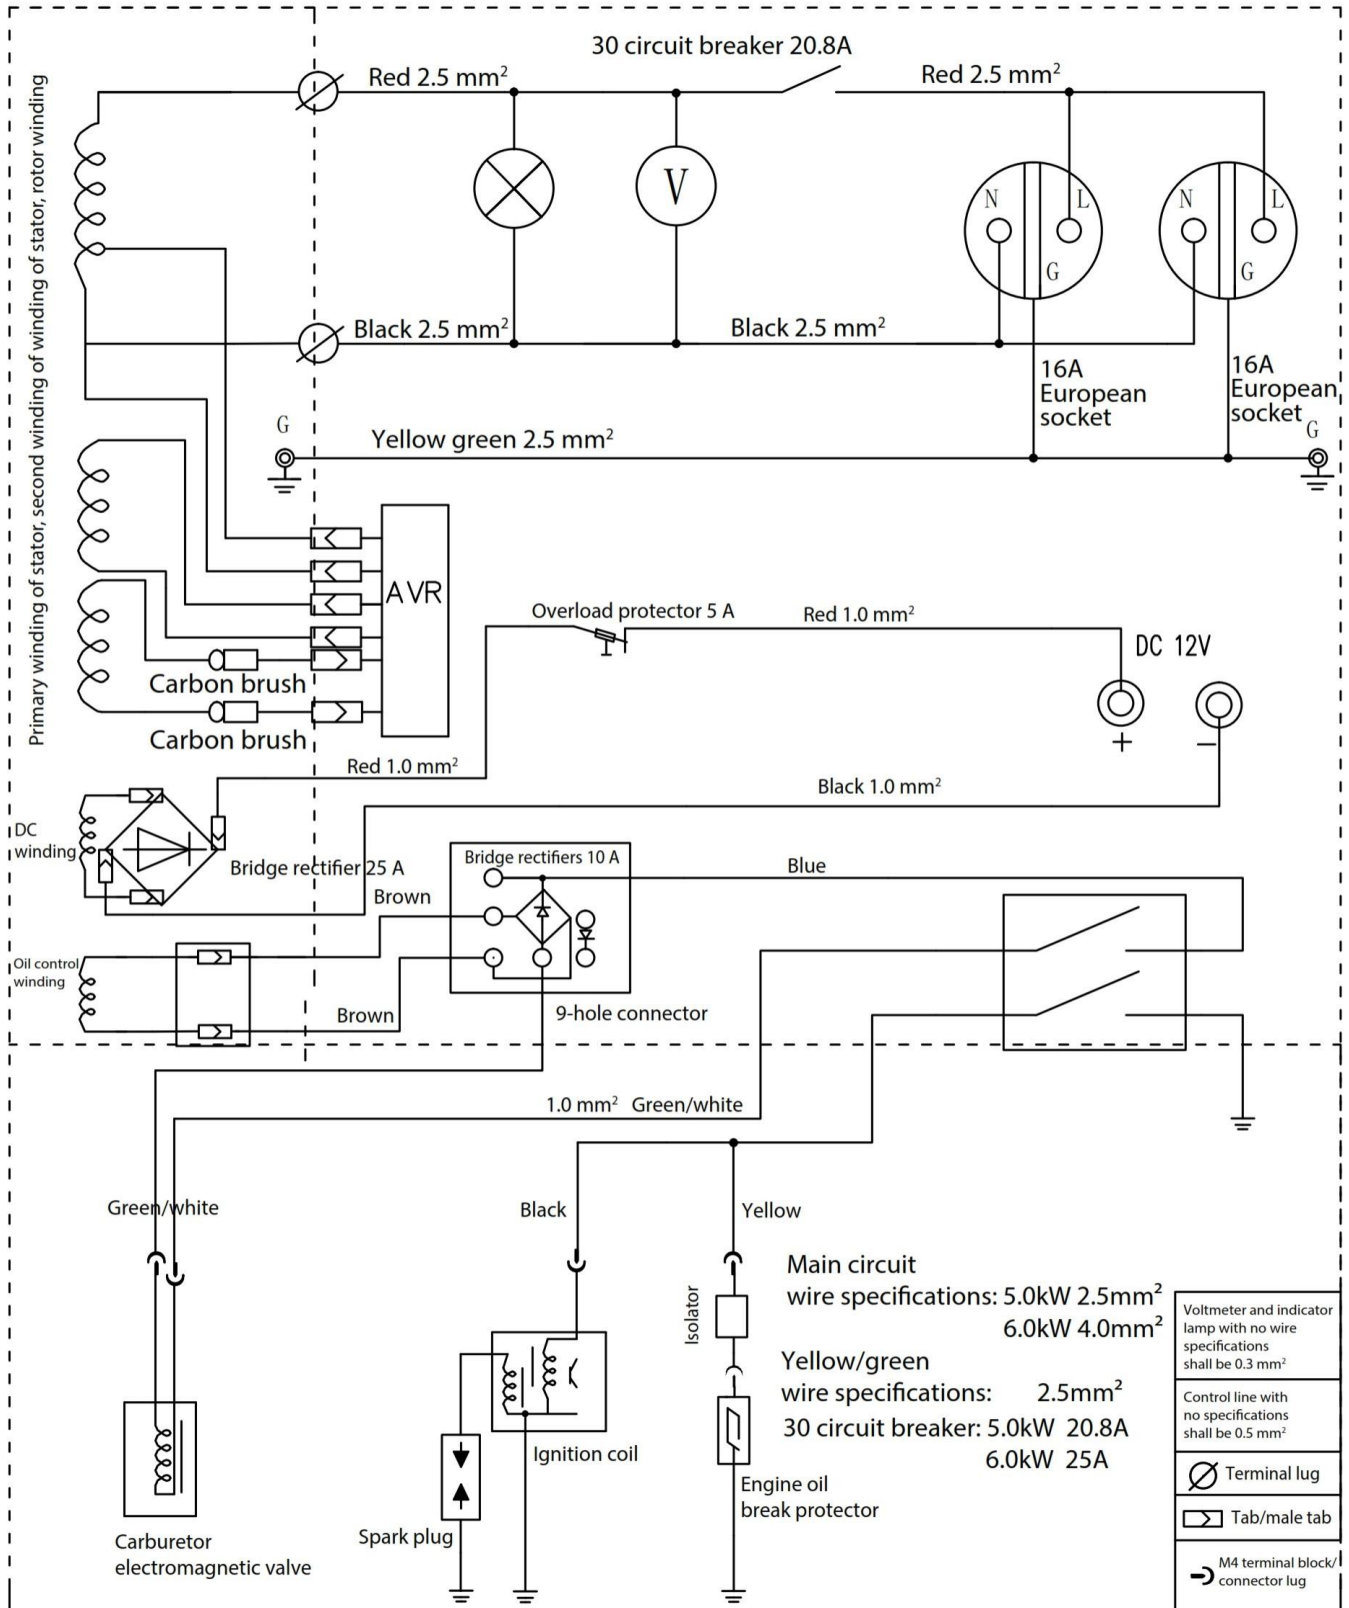 30 circuit breaker 20.8A
Red 2.5 mm²
Red 2.5 mm²
Primary winding of stator, second winding of winding of stator, rotor winding
V
N
L
G
N
L
G
Black 2.5 mm²
Black 2.5 mm²
16A
European
socket
16A
European
socket
G
Yellow green 2.5 mm²
G
AVR
Overload protector 5 A
Red 1.0 mm²
DC 12V
Carbon brush
+
−
Carbon brush
Red 1.0 mm²
Black 1.0 mm²
DC
winding
Bridge rectifier 25 A
Bridge rectifiers 10 A
Blue
Brown
Oil control
winding
Brown
9-hole connector
1.0 mm² Green/white
Green/white
Black
Yellow
Isolator
Main circuit
wire specifications: 5.0kW 2.5mm²
6.0kW 4.0mm²
Yellow/green
wire specifications: 2.5mm²
30 circuit breaker: 5.0kW 20.8A
6.0kW 25A
Voltmeter and indicator
lamp with no wire
specifications
shall be 0.3 mm²
Control line with
no specifications
shall be 0.5 mm²
Terminal lug
Tab/male tab
M4 terminal block/
connector lug
Ignition coil
Engine oil
break protector
Spark plug
Carburetor
electromagnetic valve